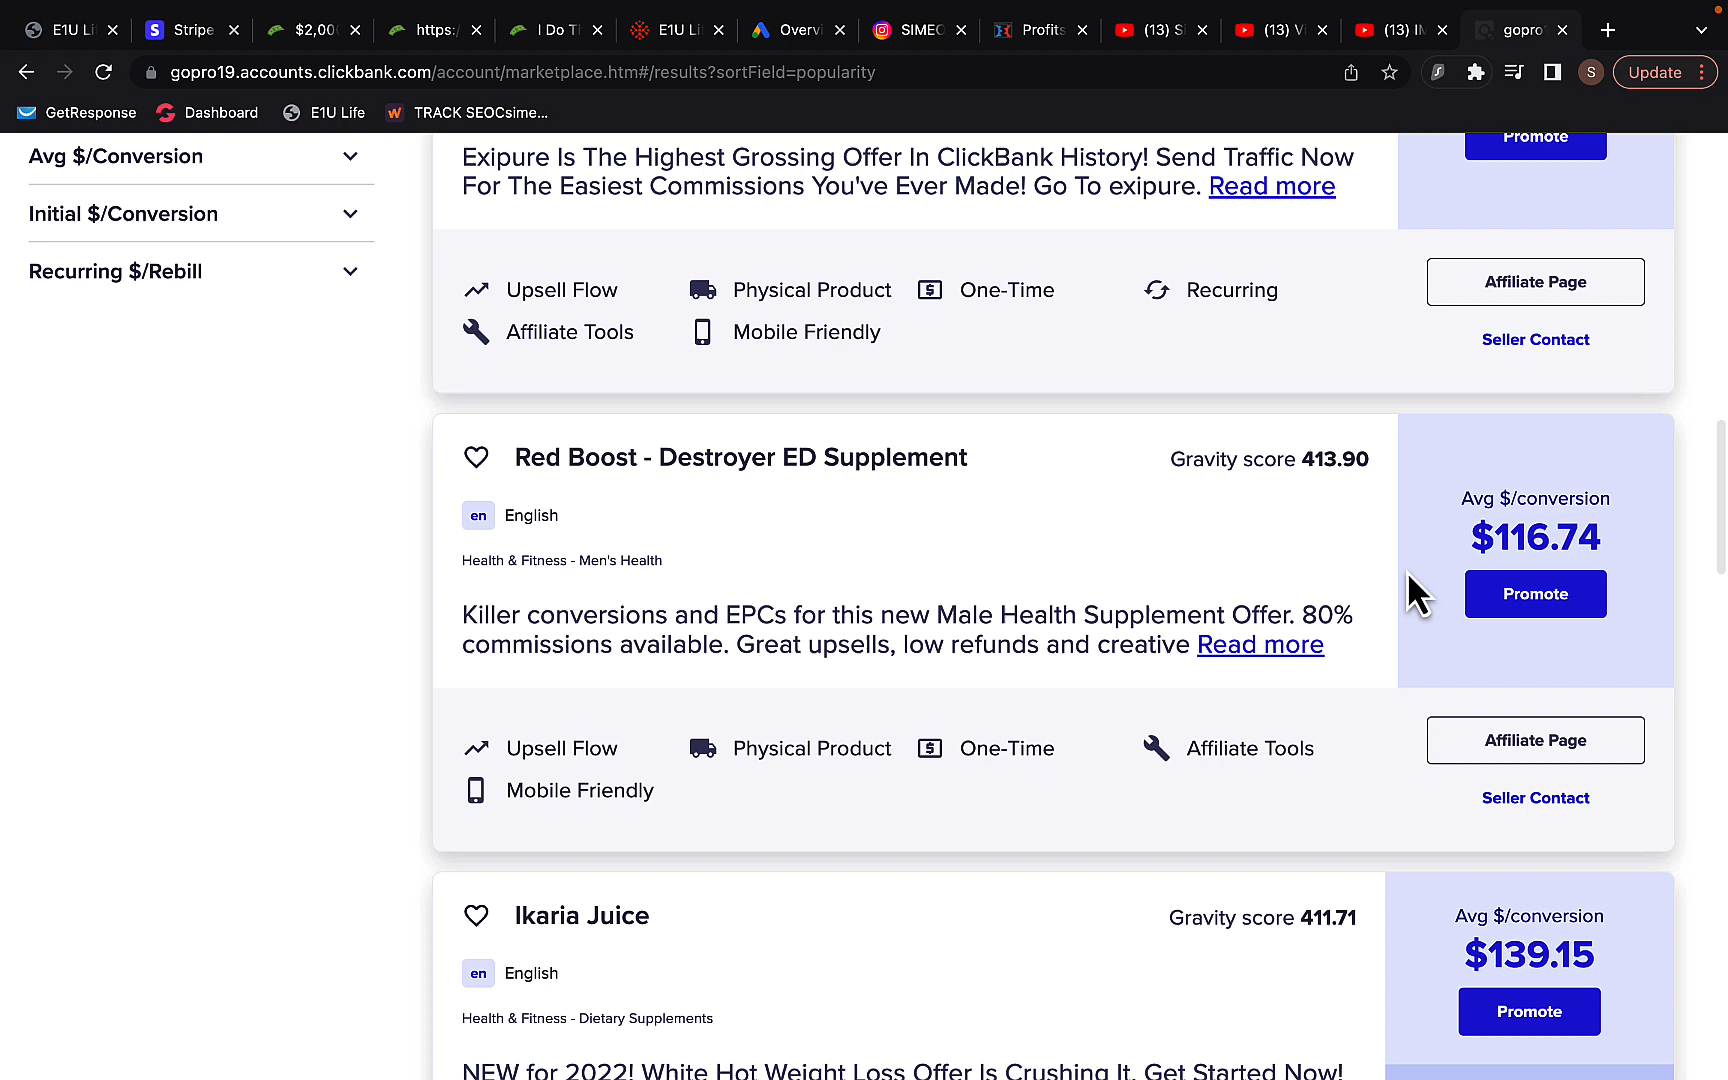 E1U Li
Stripe
$2,00
https:/
I Do T
E1U Li
Overvi
SIMEO
Profits
(13) S
(13) V
(13) I
gopro
gopro19.accounts.clickbank.com/account/marketplace.htm#/results?sortField=popularity
S
Update
GetResponse
Dashboard
E1U Life
TRACK SEOCsime...
Avg $/Conversion
Initial $/Conversion
Recurring $/Rebill
Exipure Is The Highest Grossing Offer In ClickBank History! Send Traffic Now
For The Easiest Commissions You've Ever Made! Go To exipure. Read more
Promote
Upsell Flow
Physical Product
One-Time
Recurring
Affiliate Tools
Mobile Friendly
Affiliate Page
Seller Contact
Red Boost - Destroyer ED Supplement
Gravity score 413.90
en English
Health & Fitness - Men's Health
Killer conversions and EPCs for this new Male Health Supplement Offer. 80%
commissions available. Great upsells, low refunds and creative Read more
Avg $/conversion
$116.74
Promote
Upsell Flow
Physical Product
One-Time
Affiliate Tools
Mobile Friendly
Affiliate Page
Seller Contact
Ikaria Juice
Gravity score 411.71
en English
Health & Fitness - Dietary Supplements
NEW for 2022! White Hot Weight Loss Offer Is Crushing It. Get Started Now!
Avg $/conversion
$139.15
Promote